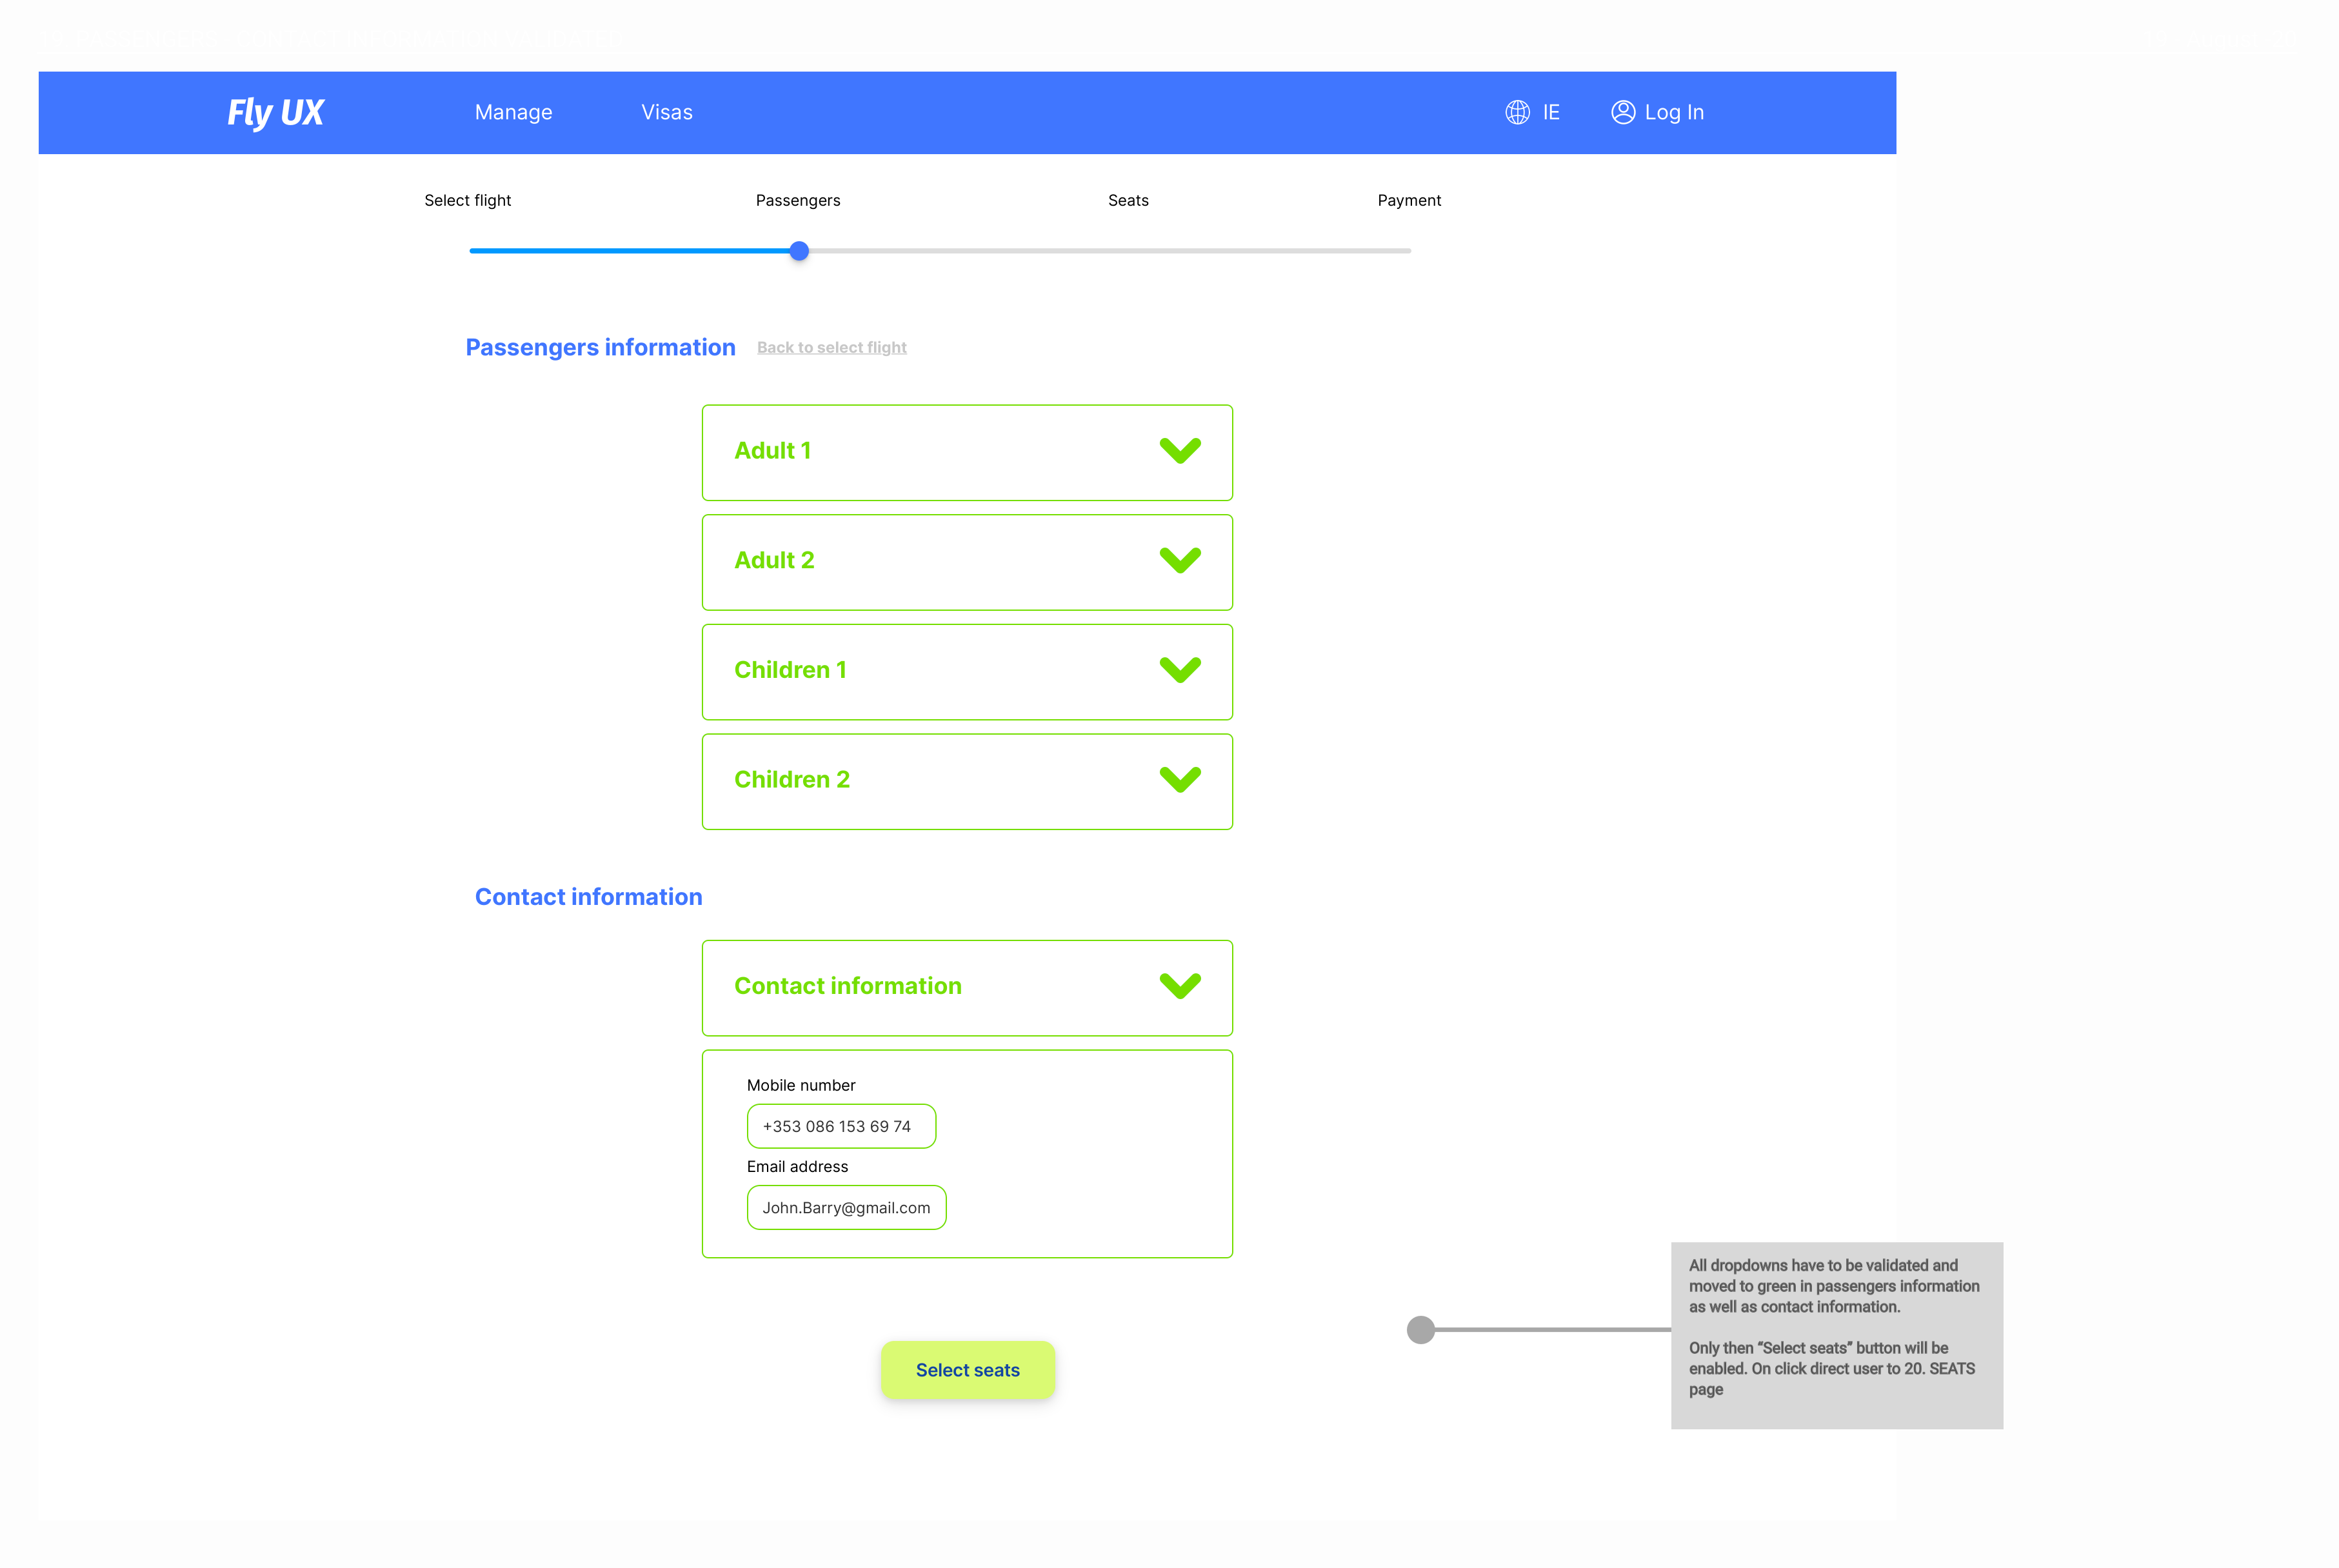 Fly UX
Manage
Visas
IE
Log In
Select flight
Passengers
Seats
Payment
Passengers information
Back to select flight
Adult 1
Adult 2
Children 1
Children 2
Contact information
Contact information
Mobile number
+353 086 153 69 74
Email address
John.Barry@gmail.com
Select seats
All dropdowns have to be validated and
moved to green in passengers information
as well as contact information.
Only then “Select seats” button will be
enabled. On click direct user to 20. SEATS
page